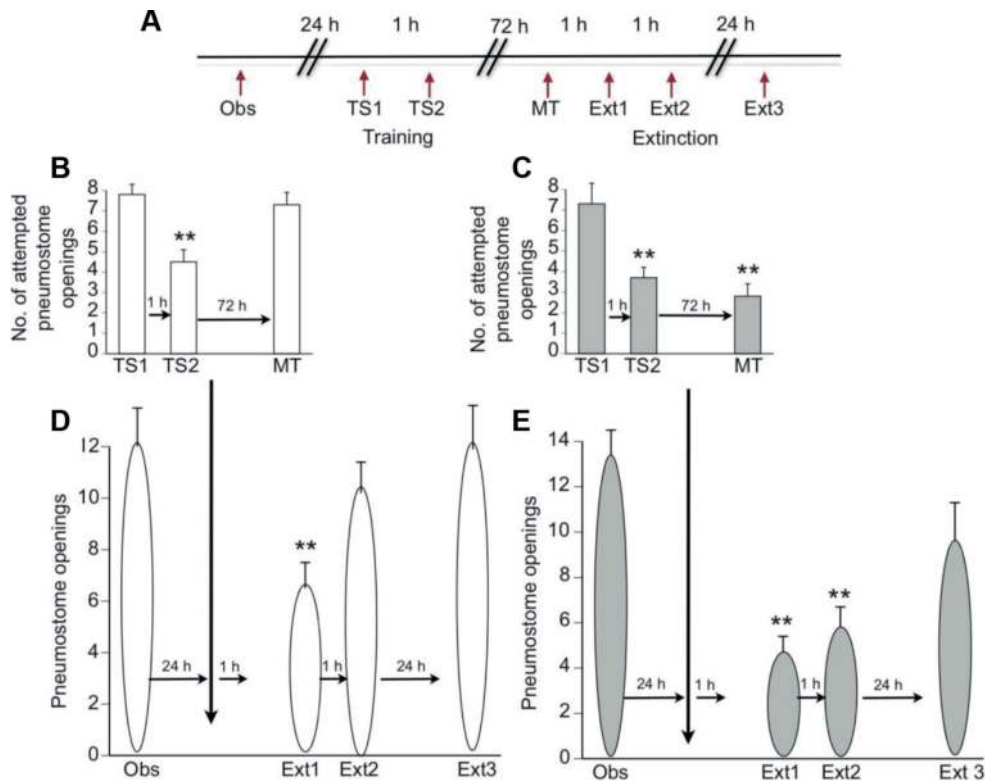 A
24 h 1 h 72 h 1 h 1 h 24 h
Obs TS1 TS2 MT Ext1 Ext2 Ext3
Training Extinction
B
No. of attempted
pneumostome
openings
8
7
6
5
4
3
2
1
0
**
1 h
72 h
TS1 TS2 MT
C
No. of attempted
pneumostome
openings
8
7
6
5
4
3
2
1
0
**
**
1 h
72 h
TS1 TS2 MT
D
Pneumostome openings
12
10
8
6
4
3
2
0
**
24 h
1 h
1 h
24 h
Obs Ext1 Ext2 Ext3
E
Pneumostome openings
14
12
10
8
6
4
2
0
**
**
24 h
1 h
1 h
24 h
Obs Ext1 Ext2 Ext 3